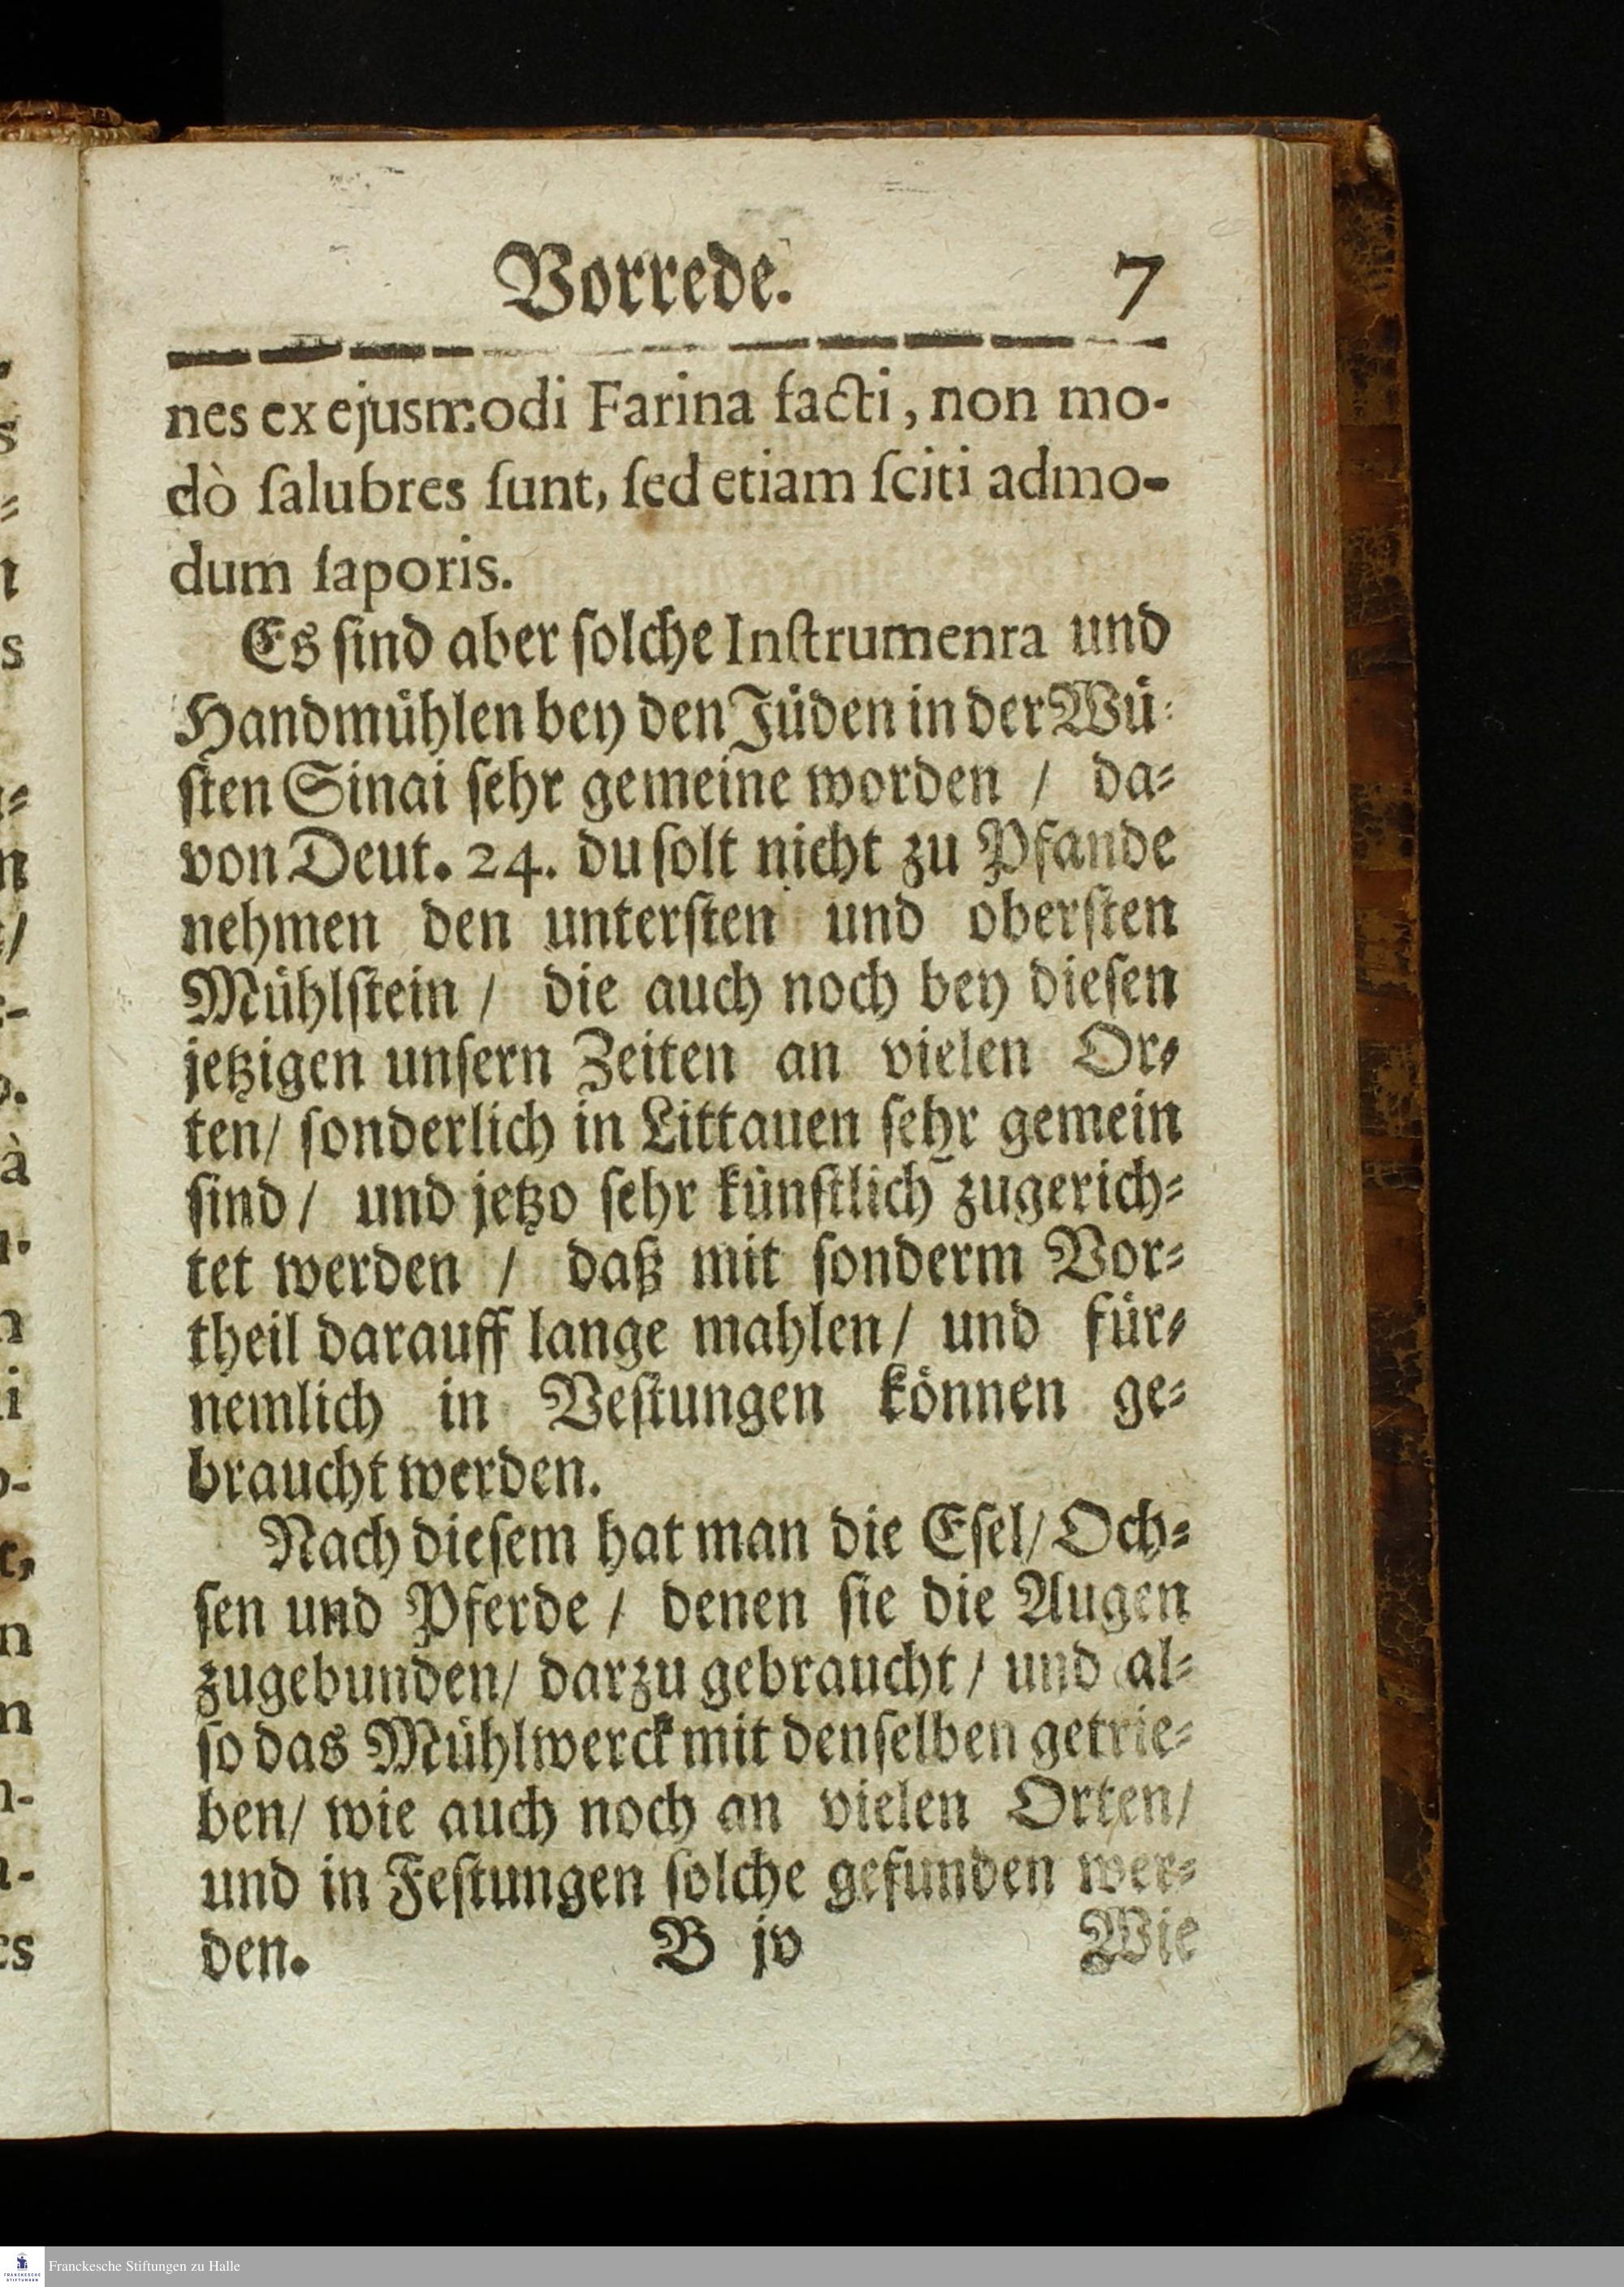 Vorrede. 7
nes ex ejusmodi Farina facti, non mo-
dò ſalubres ſunt, ſed etiam ſciti admo-
dum ſaporis.
Es ſind aber ſolche Inſtrumenra und
Handmühlen bey den Jüden in der Wü-
ſten Sinai ſehr gemeine worden / da-
von Deut. 24. du ſolt nicht zu Pfande
nehmen den unterſten und oberſten
Mühlſtein / die auch noch bey dieſen
jetzigen unſern Zeiten an vielen Or-
ten/ ſonderlich in Littauen ſehr gemein
ſind / und jetzo ſehr künſtlich zugerich-
tet werden / daß mit ſonderm Vor-
theil darauff lange mahlen/ und für-
nemlich in Veſtungen können ge-
braucht werden.
Nach dieſem hat man die Eſel/ Och-
ſen und Pferde / denen ſie die Augen
zugebunden/ darzu gebraucht / und al-
ſo das Mühlwerck mit denſelben getrie-
ben/ wie auch noch an vielen Orten/
und in Feſtungen ſolche gefunden wer-
den. B jv Wie
Franckesche Stiftungen zu Halle